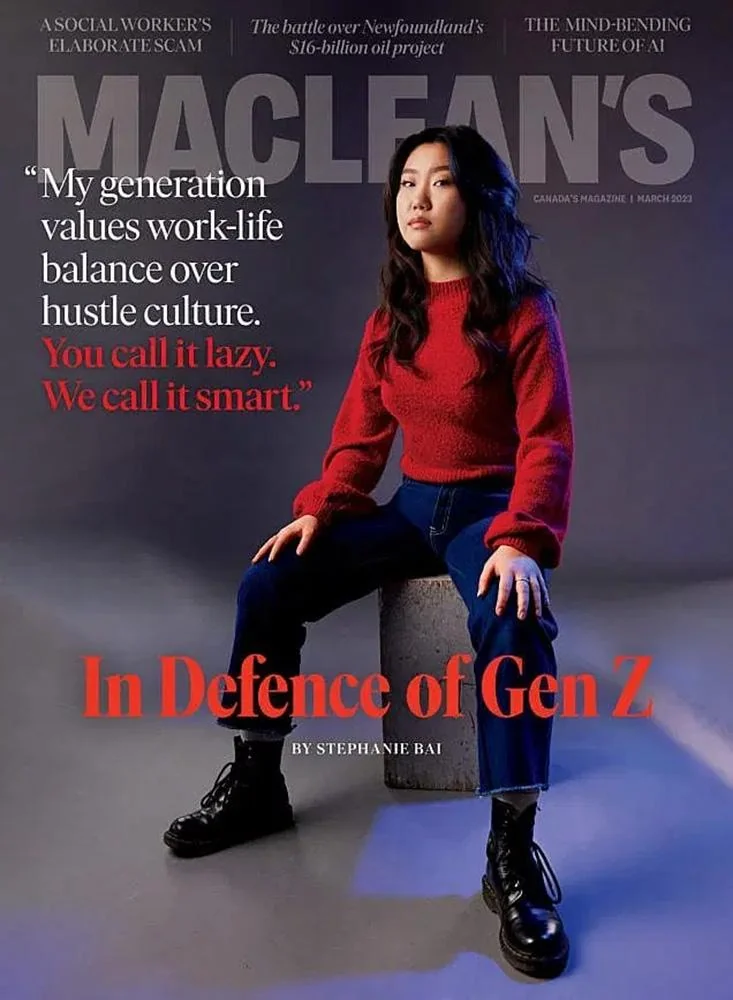 A SOCIAL WORKER'S
ELABORATE SCAM
The battle over Newfoundland's
$16-billion oil project
THE MIND-BENDING
FUTURE OF AI
MACLEAN'S
CANADA'S MAGAZINE | MARCH 2023
“My generation
values work-life
balance over
hustle culture.
You call it lazy.
We call it smart.”
In Defence of Gen Z
BY STEPHANIE BAI